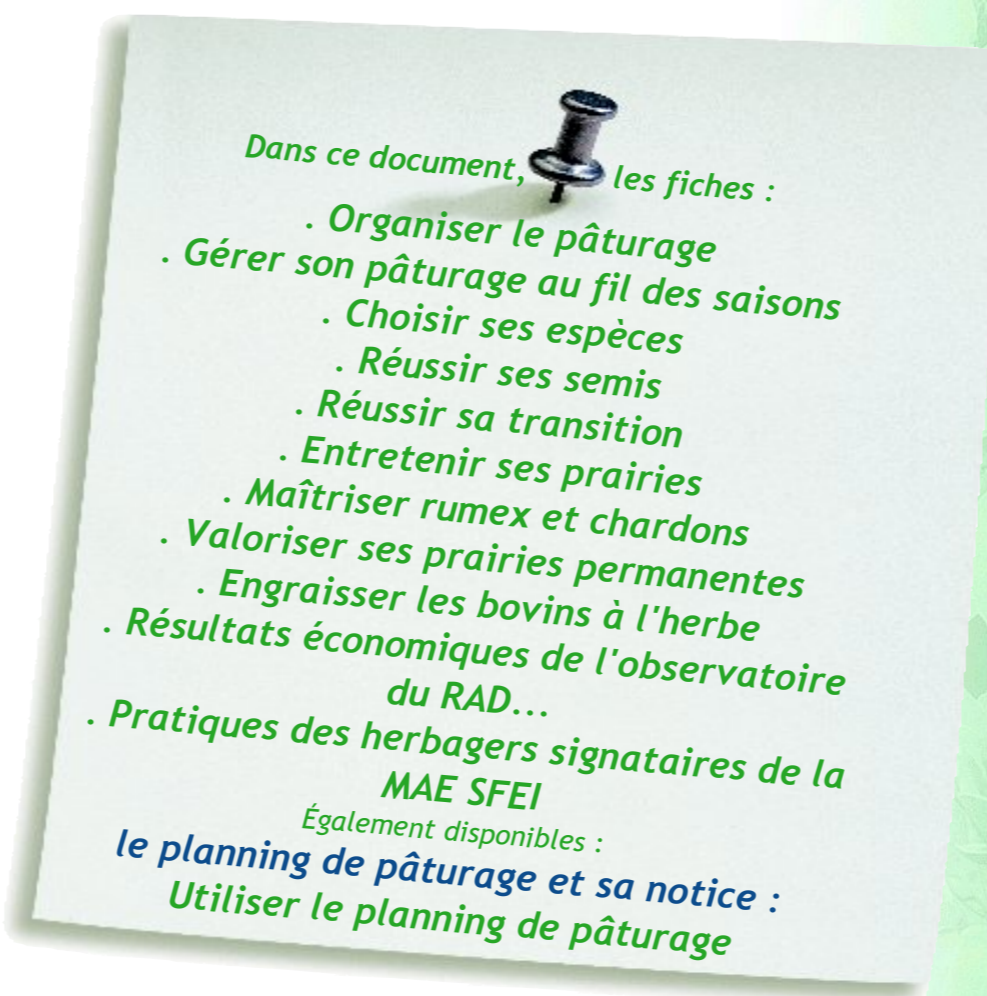 Dans ce document, les fiches :
. Organiser le pâturage
. Gérer son pâturage au fil des saisons
. Choisir ses espèces
. Réussir ses semis
. Réussir sa transition
. Entretenir ses prairies
. Maîtriser rumex et chardons
. Valoriser ses prairies permanentes
. Engraisser les bovins à l'herbe
. Résultats économiques de l'observatoire
du RAD...
. Pratiques des herbagers signataires de la
MAE SFEI
Également disponibles :
le planning de pâturage et sa notice :
Utiliser le planning de pâturage